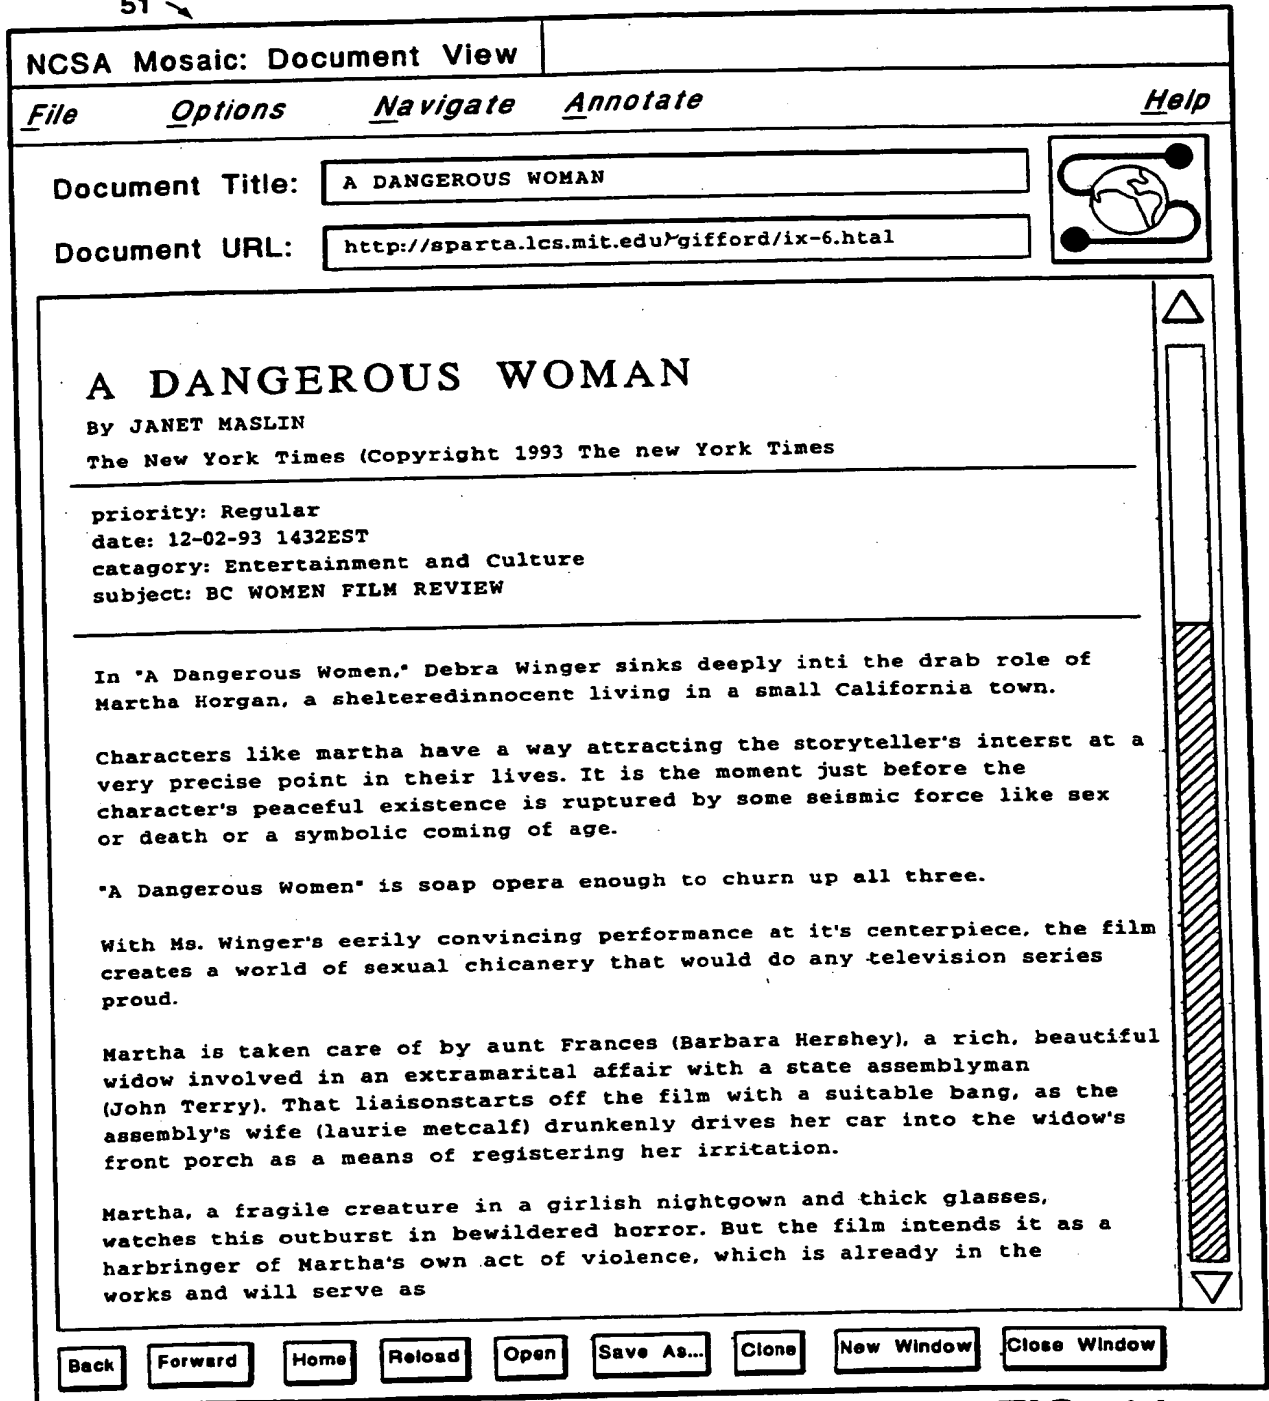 51
NCSA Mosaic: Document View
File Options Navigate Annotate Help
Document Title: A DANGEROUS WOMAN
Document URL: http://sparta.lcs.mit.edu/~gifford/ix-6.htal
A DANGEROUS WOMAN
By JANET MASLIN
The New York Times (Copyright 1993 The new York Times
priority: Regular
date: 12-02-93 1432EST
catagory: Entertainment and Culture
subject: BC WOMEN FILM REVIEW
In "A Dangerous Women," Debra Winger sinks deeply inti the drab role of
Martha Horgan, a shelteredinnocent living in a small California town.
Characters like martha have a way attracting the storyteller's interst at a
very precise point in their lives. It is the moment just before the
character's peaceful existence is ruptured by some seismic force like sex
or death or a symbolic coming of age.
"A Dangerous Women" is soap opera enough to churn up all three.
With Ms. Winger's eerily convincing performance at it's centerpiece, the film
creates a world of sexual chicanery that would do any television series
proud.
Martha is taken care of by aunt Frances (Barbara Hershey), a rich, beautiful
widow involved in an extramarital affair with a state assemblyman
(John Terry). That liaisonstarts off the film with a suitable bang, as the
assembly's wife (laurie metcalf) drunkenly drives her car into the widow's
front porch as a means of registering her irritation.
Martha, a fragile creature in a girlish nightgown and thick glasses,
watches this outburst in bewildered horror. But the film intends it as a
harbringer of Martha's own act of violence, which is already in the
works and will serve as
Back Forward Home Reload Open Save As... Clone New Window Close Window